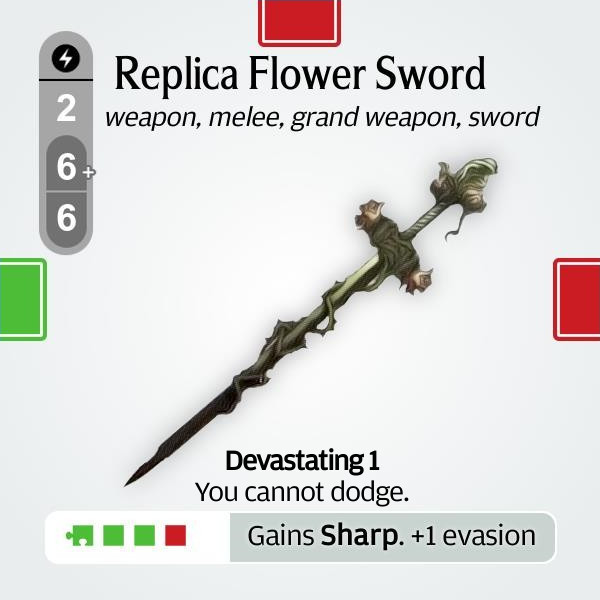 Replica Flower Sword
weapon, melee, grand weapon, sword
2
6+
6
Devastating 1
You cannot dodge.
Gains Sharp. +1 evasion